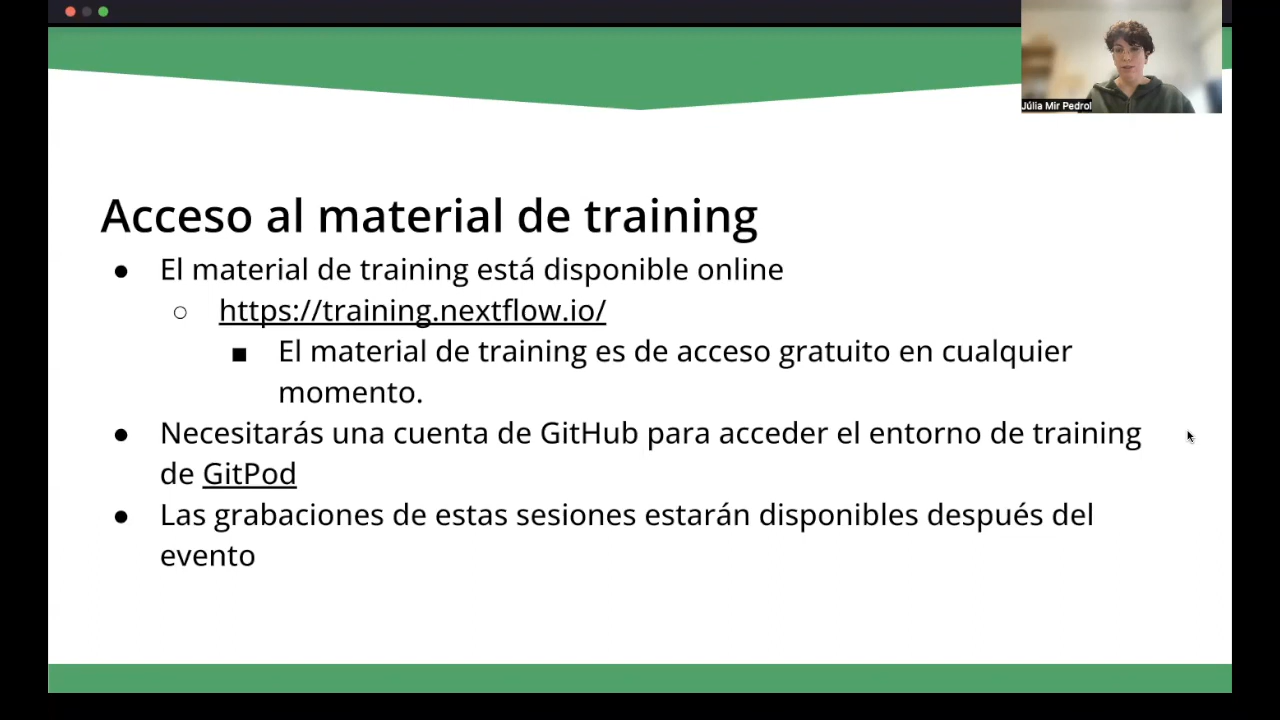 Júlia Mir Pedrol
Acceso al material de training
● El material de training está disponible online
○ https://training.nextflow.io/
■ El material de training es de acceso gratuito en cualquier
momento.
● Necesitarás una cuenta de GitHub para acceder el entorno de training
de GitPod
● Las grabaciones de estas sesiones estarán disponibles después del
evento